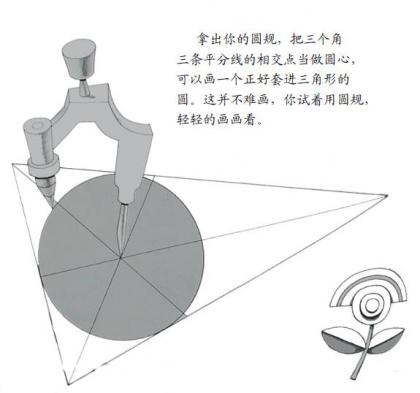 拿出你的圆规，把三个角
三条平分线的相交点当做圆心，
可以画一个正好套进三角形的
圆。这并不难画，你试着用圆规，
轻轻的画画看。